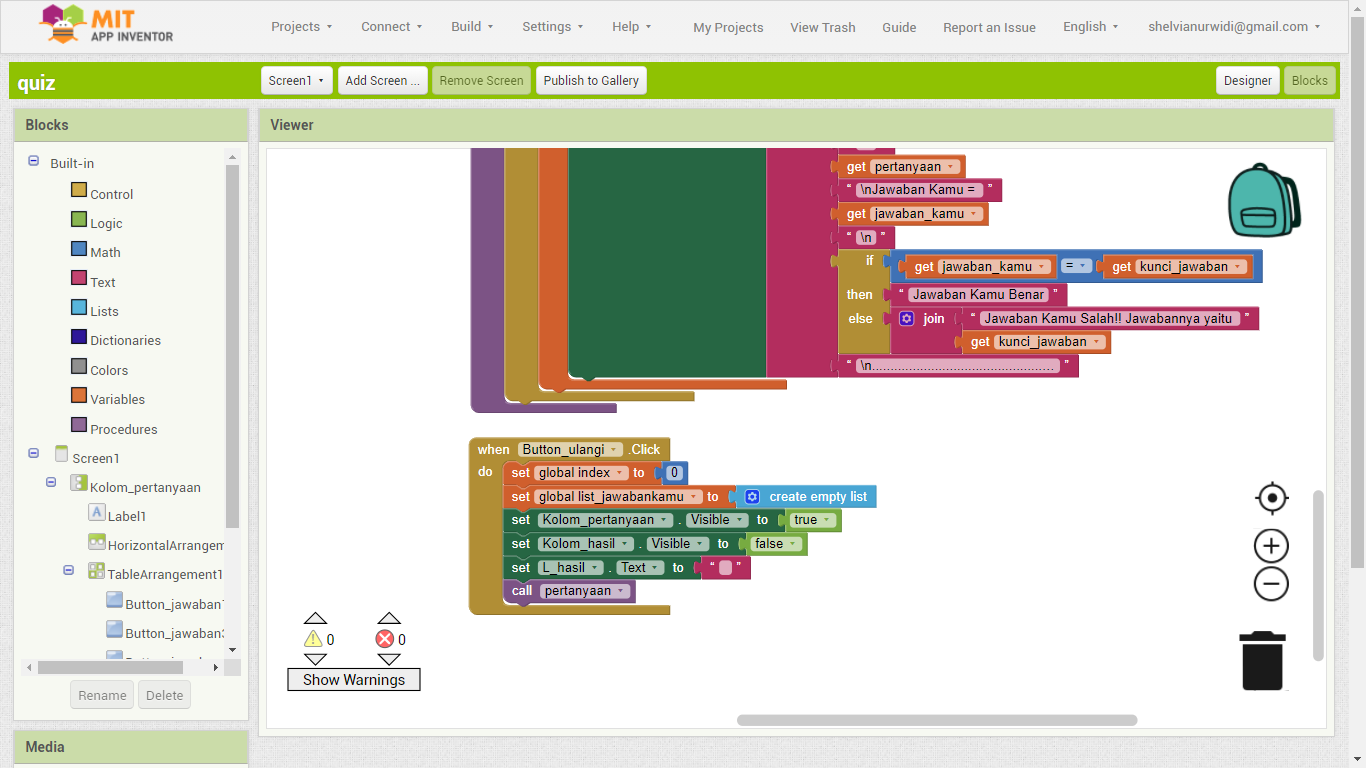 MIT
APP INVENTOR
Projects
Connect
Build
Settings
Help
My Projects
View Trash
Guide
Report an Issue
English
shelvianurwidi@gmail.com
quiz
Screen1
Add Screen ...
Remove Screen
Publish to Gallery
Designer
Blocks
Blocks
Built-in
Control
Logic
Math
Text
Lists
Dictionaries
Colors
Variables
Procedures
Screen1
Kolom_pertanyaan
A Label1
HorizontalArrangem
TableArrangement1
Button_jawaban
Button_jawaban
Rename
Delete
Media
Viewer
get pertanyaan
“ \nJawaban Kamu = ”
get jawaban_kamu
“ \n ”
if get jawaban_kamu = get kunci_jawaban
then “ Jawaban Kamu Benar ”
else join “ Jawaban Kamu Salah!! Jawabannya yaitu ”
get kunci_jawaban
“ \n.................................................. ”
when Button_ulangi .Click
do set global index to 0
set global list_jawabankamu to create empty list
set Kolom_pertanyaan . Visible to true
set Kolom_hasil . Visible to false
set L_hasil . Text to “ ”
call pertanyaan
0
0
Show Warnings